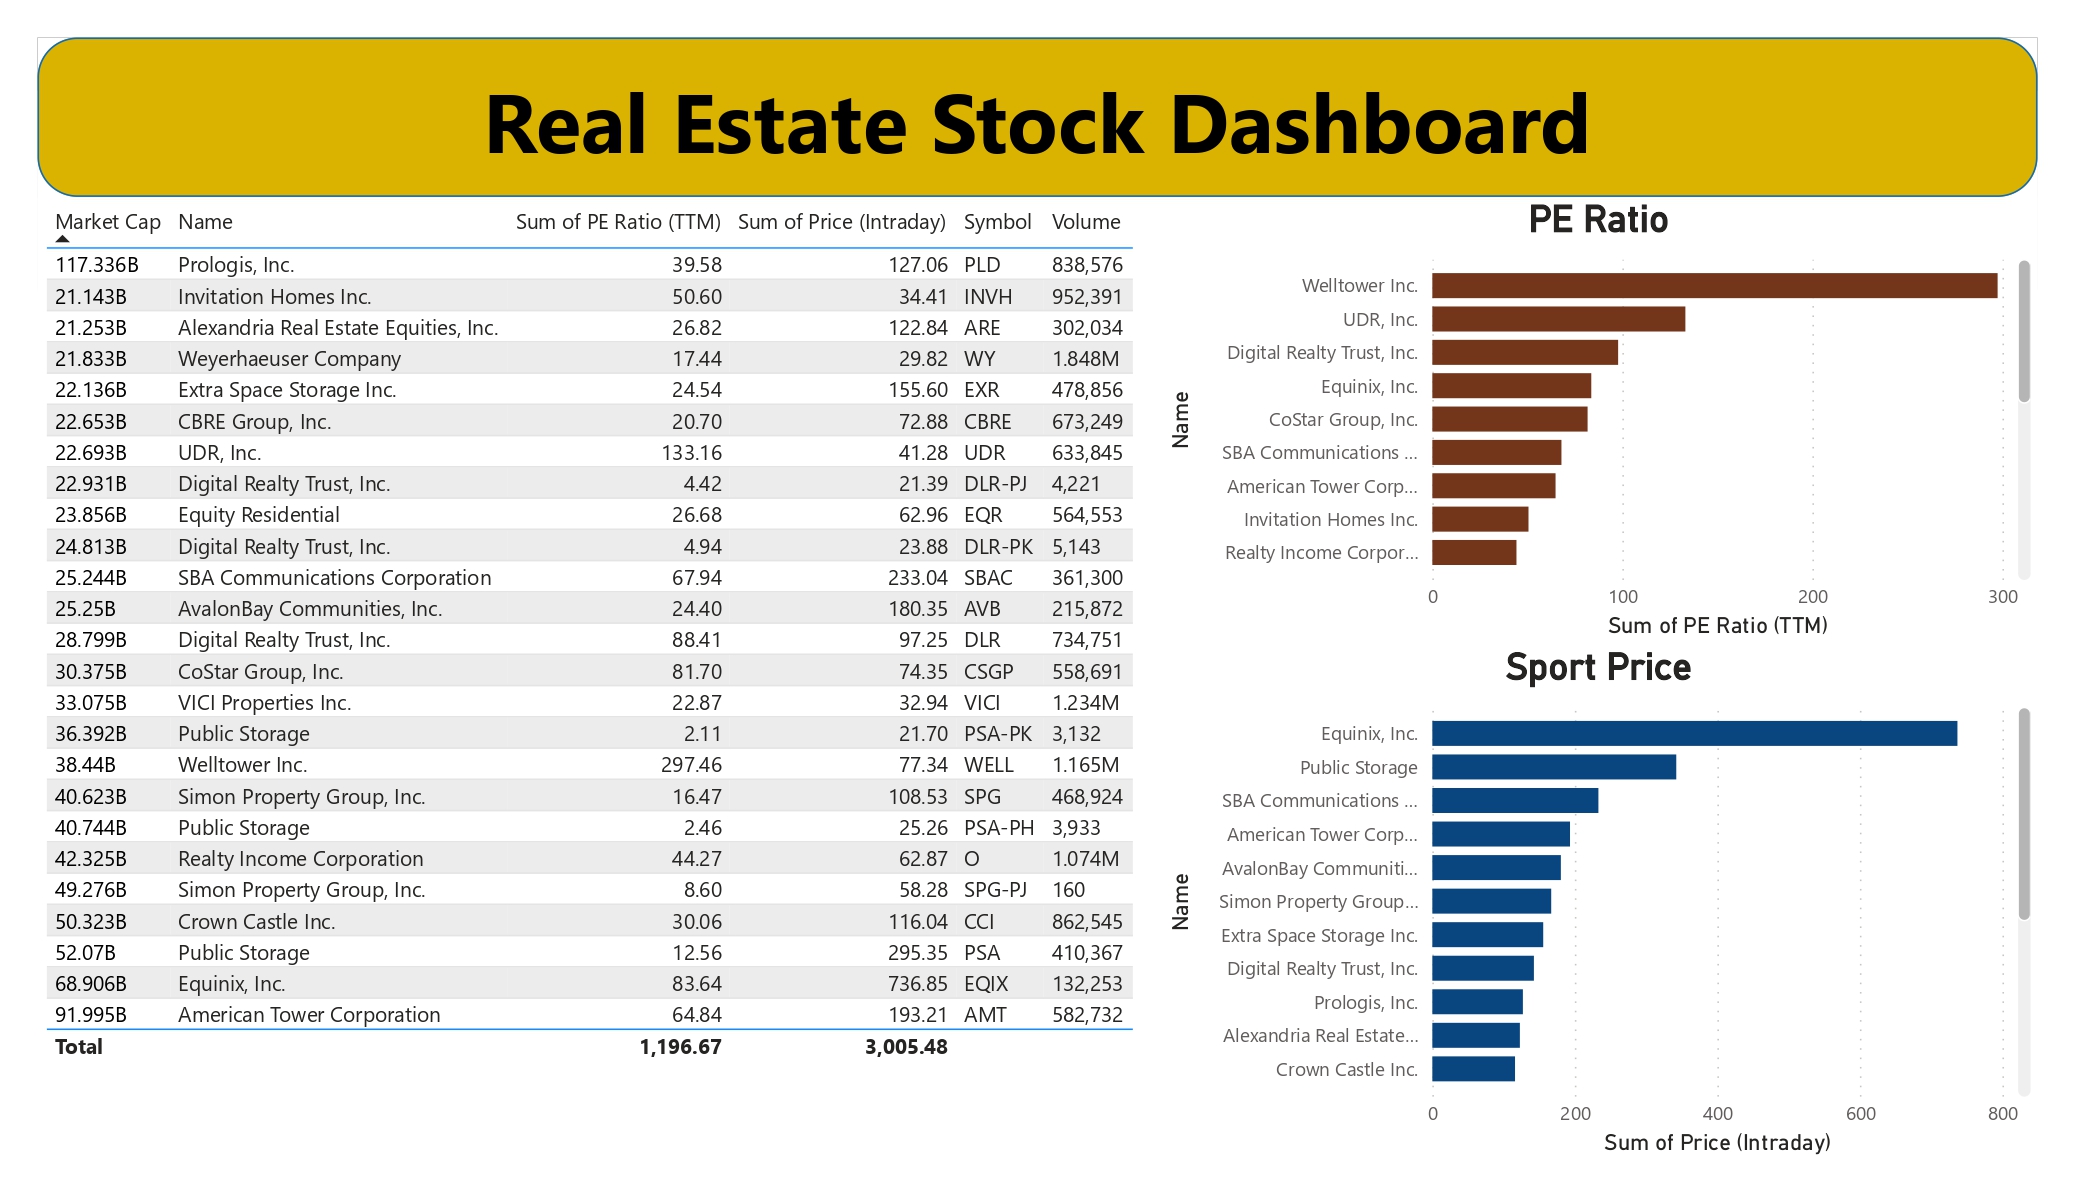 Real Estate Stock Dashboard
Market Cap Name Sum of PE Ratio (TTM) Sum of Price (Intraday) Symbol Volume
117.336B Prologis, Inc. 39.58 127.06 PLD 838,576
21.143B Invitation Homes Inc. 50.60 34.41 INVH 952,391
21.253B Alexandria Real Estate Equities, Inc. 26.82 122.84 ARE 302,034
21.833B Weyerhaeuser Company 17.44 29.82 WY 1.848M
22.136B Extra Space Storage Inc. 24.54 155.60 EXR 478,856
22.653B CBRE Group, Inc. 20.70 72.88 CBRE 673,249
22.693B UDR, Inc. 133.16 41.28 UDR 633,845
22.931B Digital Realty Trust, Inc. 4.42 21.39 DLR-PJ 4,221
23.856B Equity Residential 26.68 62.96 EQR 564,553
24.813B Digital Realty Trust, Inc. 4.94 23.88 DLR-PK 5,143
25.244B SBA Communications Corporation 67.94 233.04 SBAC 361,300
25.25B AvalonBay Communities, Inc. 24.40 180.35 AVB 215,872
28.799B Digital Realty Trust, Inc. 88.41 97.25 DLR 734,751
30.375B CoStar Group, Inc. 81.70 74.35 CSGP 558,691
33.075B VICI Properties Inc. 22.87 32.94 VICI 1.234M
36.392B Public Storage 2.11 21.70 PSA-PK 3,132
38.44B Welltower Inc. 297.46 77.34 WELL 1.165M
40.623B Simon Property Group, Inc. 16.47 108.53 SPG 468,924
40.744B Public Storage 2.46 25.26 PSA-PH 3,933
42.325B Realty Income Corporation 44.27 62.87 O 1.074M
49.276B Simon Property Group, Inc. 8.60 58.28 SPG-PJ 160
50.323B Crown Castle Inc. 30.06 116.04 CCI 862,545
52.07B Public Storage 12.56 295.35 PSA 410,367
68.906B Equinix, Inc. 83.64 736.85 EQIX 132,253
91.995B American Tower Corporation 64.84 193.21 AMT 582,732
Total 1,196.67 3,005.48
PE Ratio
Name
Welltower Inc.
UDR, Inc.
Digital Realty Trust, Inc.
Equinix, Inc.
CoStar Group, Inc.
SBA Communications ...
American Tower Corp...
Invitation Homes Inc.
Realty Income Corpor...
0 100 200 300
Sum of PE Ratio (TTM)
Sport Price
Name
Equinix, Inc.
Public Storage
SBA Communications ...
American Tower Corp...
AvalonBay Communiti...
Simon Property Group...
Extra Space Storage Inc.
Digital Realty Trust, Inc.
Prologis, Inc.
Alexandria Real Estate...
Crown Castle Inc.
0 200 400 600 800
Sum of Price (Intraday)